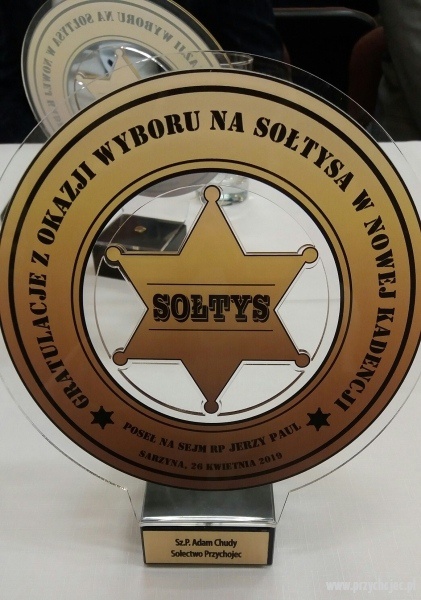 GRATULACJE Z OKAZJI WYBORU NA SOŁTYSA W NOWEJ KADENCJI
SOŁTYS
POSEŁ NA SEJM RP JERZY PAUL
SARZYNA, 26 KWIETNIA 2019
Sz.P. Adam Chudy
Sołectwo Przychojec
www.przychojec.pl